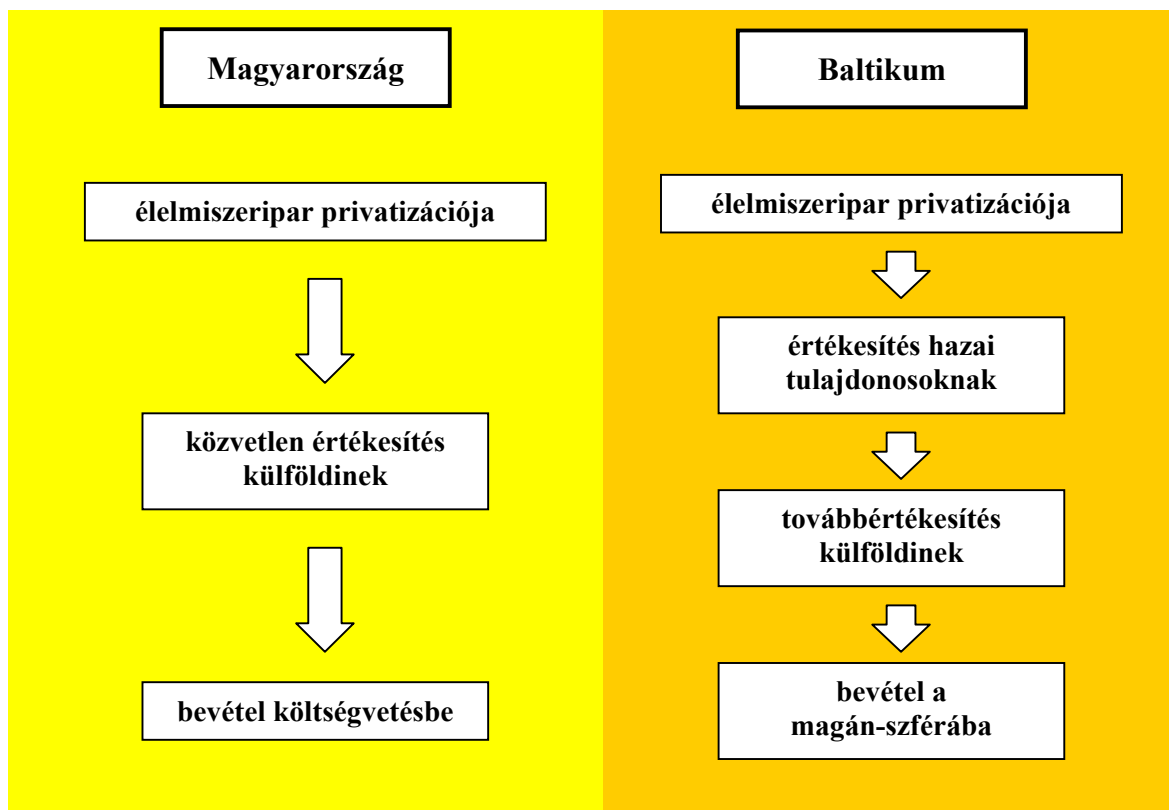 Magyarország
élelmiszeripar privatizációja
közvetlen értékesítés
külföldinek
bevétel költségvetésbe
Baltikum
élelmiszeripar privatizációja
értékesítés hazai
tulajdonosoknak
továbbértékesítés
külföldinek
bevétel a
magán-szférába